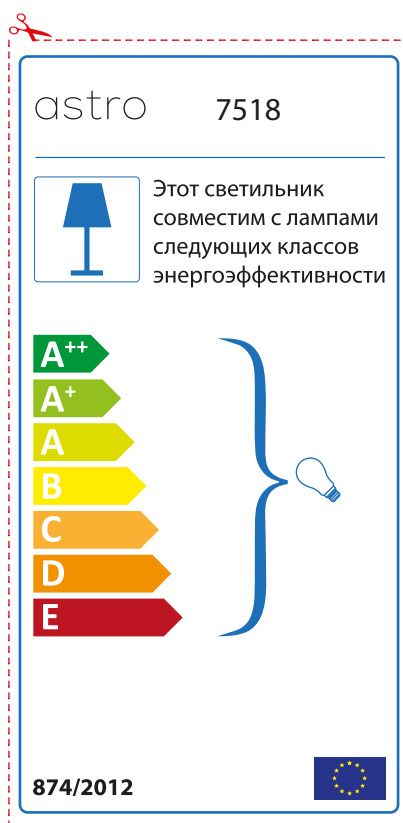 astro 7518
Этот светильник
совместим с лампами
следующих классов
энергоэффективности
A++
A+
A
B
C
D
E
874/2012